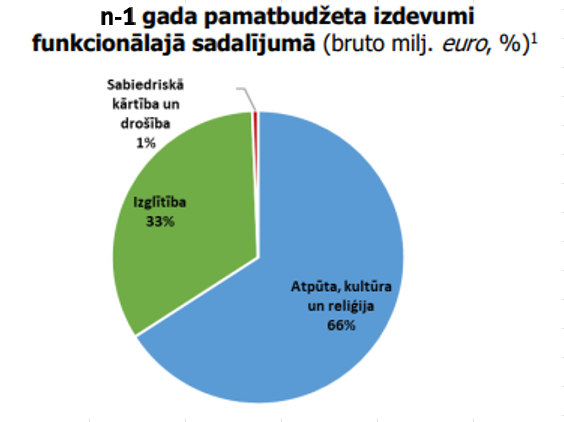 n-1 gada pamatbudžeta izdevumi
funkcionālajā sadalījumā (bruto milj. euro, %)¹
Sabiedriskā
kārtība un
drošība
1%
Izglītība
33%
Atpūta, kultūra
un reliģija
66%